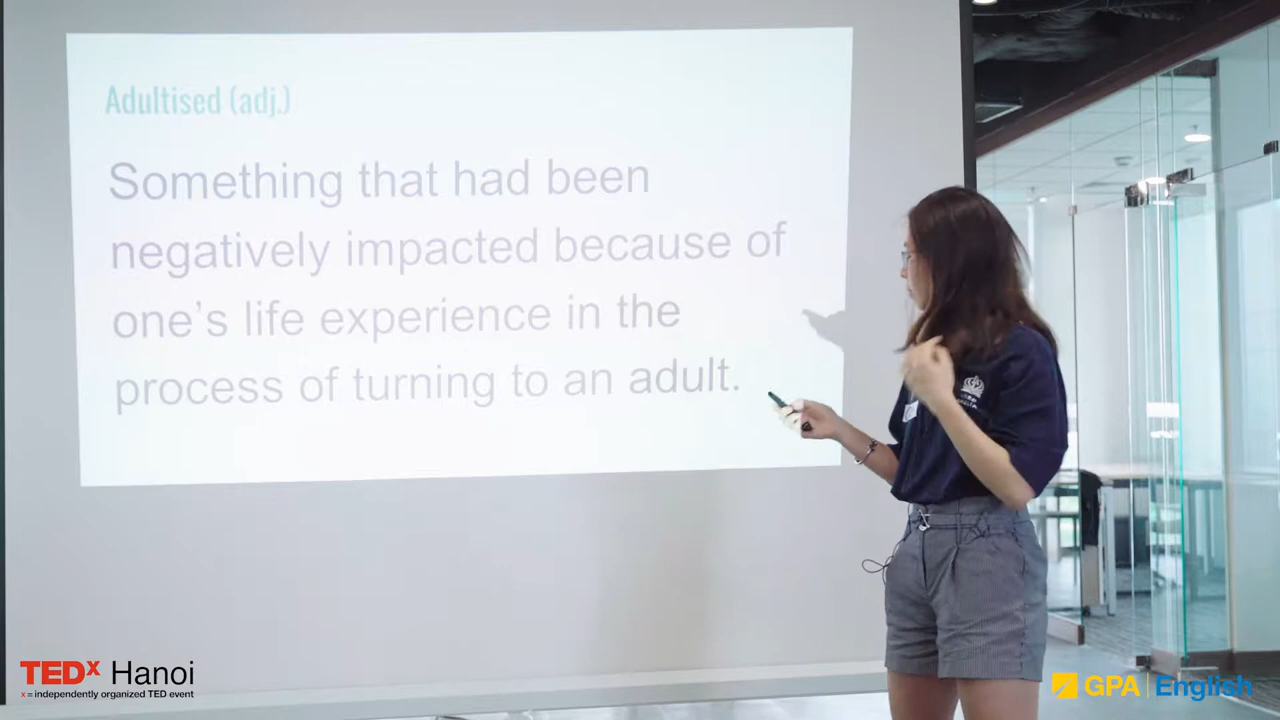 Adultised (adj.)
Something that had been
negatively impacted because of
one's life experience in the
process of turning to an adult.
TEDx Hanoi
x = independently organized TED event
GPA | English